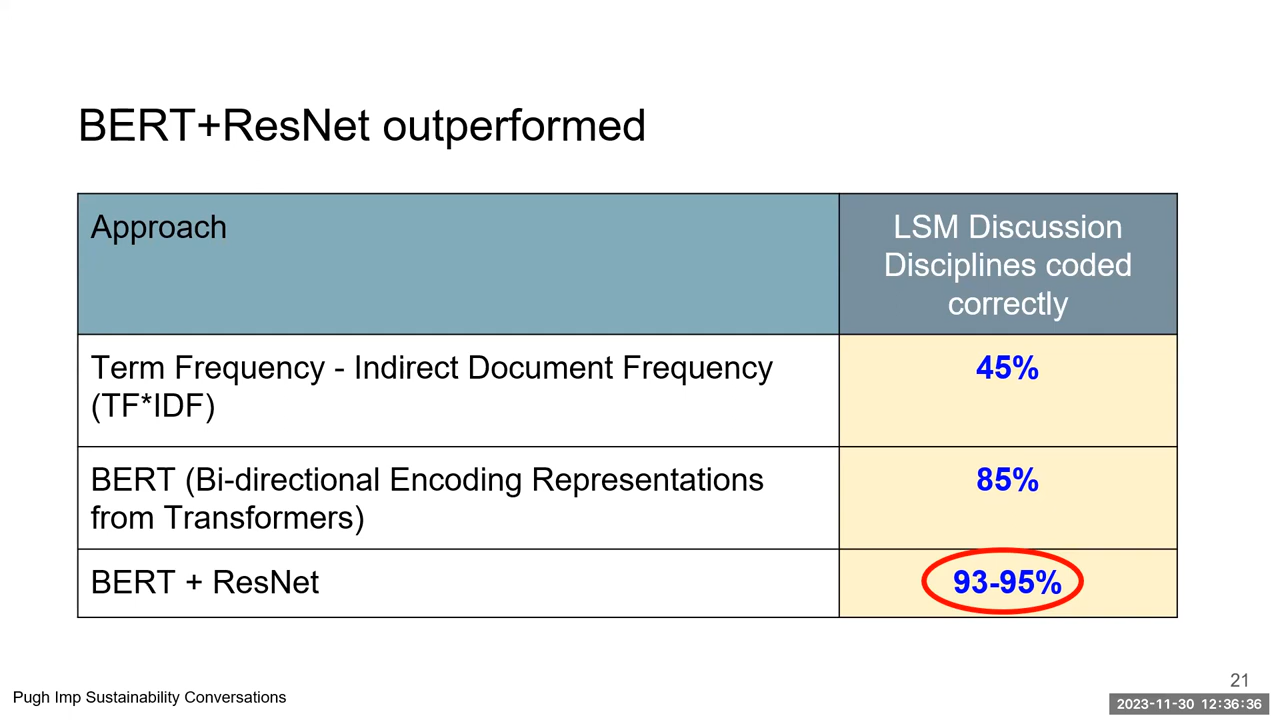 BERT+ResNet outperformed
Approach
LSM Discussion
Disciplines coded
correctly
Term Frequency - Indirect Document Frequency
(TF*IDF)
45%
BERT (Bi-directional Encoding Representations
from Transformers)
85%
BERT + ResNet
93-95%
21
Pugh Imp Sustainability Conversations
2023-11-30 12:36:36